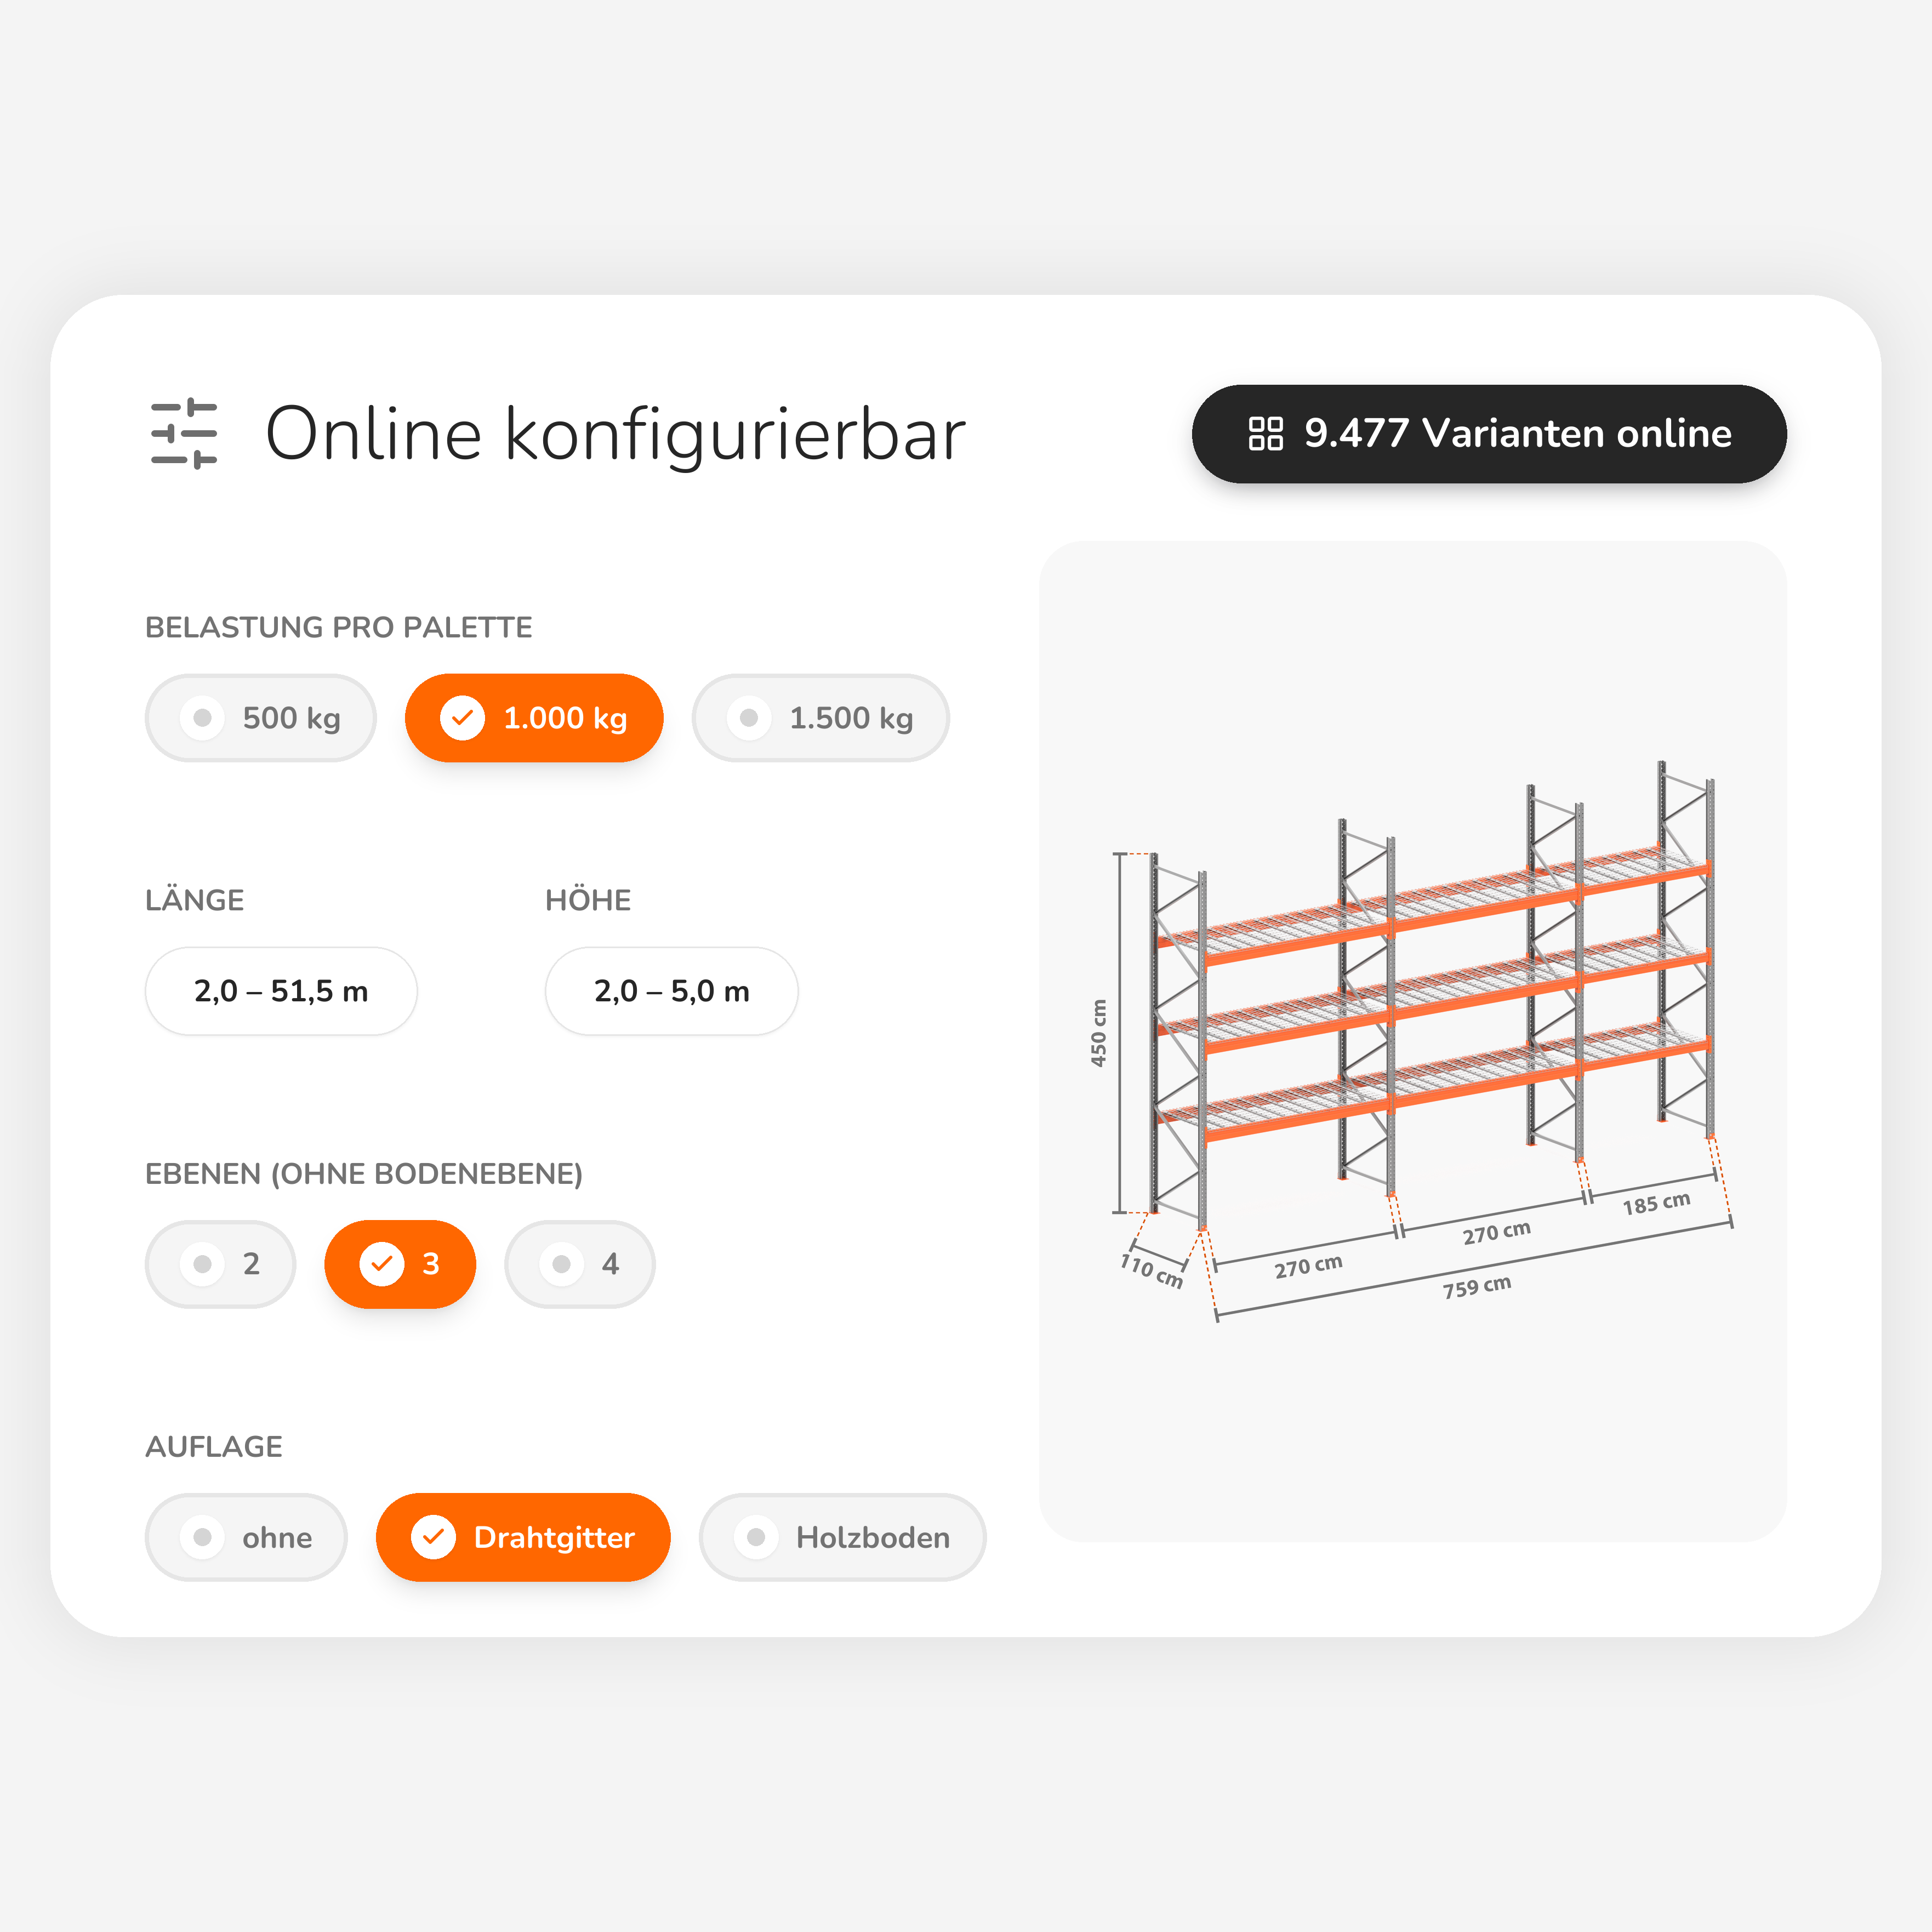 Online konfigurierbar
9.477 Varianten online
BELASTUNG PRO PALETTE
500 kg
1.000 kg
1.500 kg
LÄNGE
HÖHE
2,0 – 51,5 m
2,0 – 5,0 m
EBENEN (OHNE BODENEBENE)
2
3
4
AUFLAGE
ohne
Drahtgitter
Holzboden
450 cm
110 cm
270 cm
270 cm
185 cm
759 cm